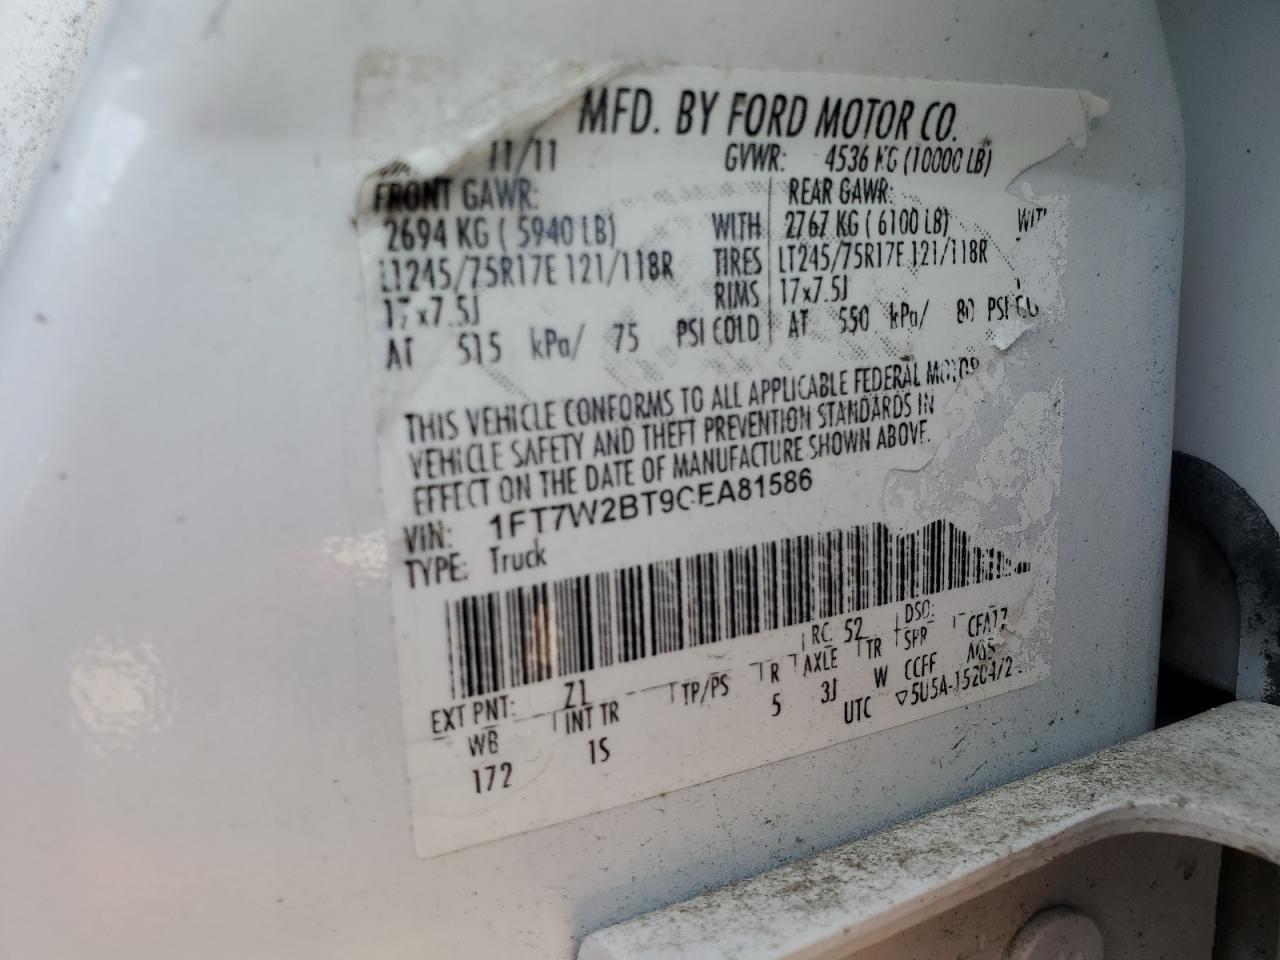 MFD. BY FORD MOTOR CO.
11/11 GVWR: 4536 KG (10000 LB)
FRONT GAWR: REAR GAWR:
2694 KG ( 5940 LB) WITH 2767 KG ( 6100 LB)
LT245/75R17E 121/118R TIRES LT245/75R17E 121/118R
17x7.5J RIMS 17x7.5J
AT 515 kPa/ 75 PSI COLD AT 550 kPa/ 80 PSI
THIS VEHICLE CONFORMS TO ALL APPLICABLE FEDERAL MOTOR
VEHICLE SAFETY AND THEFT PREVENTION STANDARDS IN
EFFECT ON THE DATE OF MANUFACTURE SHOWN ABOVE.
VIN: 1FT7W2BT9CEA81586
TYPE: Truck
EXT PNT: Z1 RC: 52 DSO:
WB INT TR TP/PS R AXLE TR SPR CFA17
172 1S 5 3J W CCFF
UTC ▽5U5A-15204/2